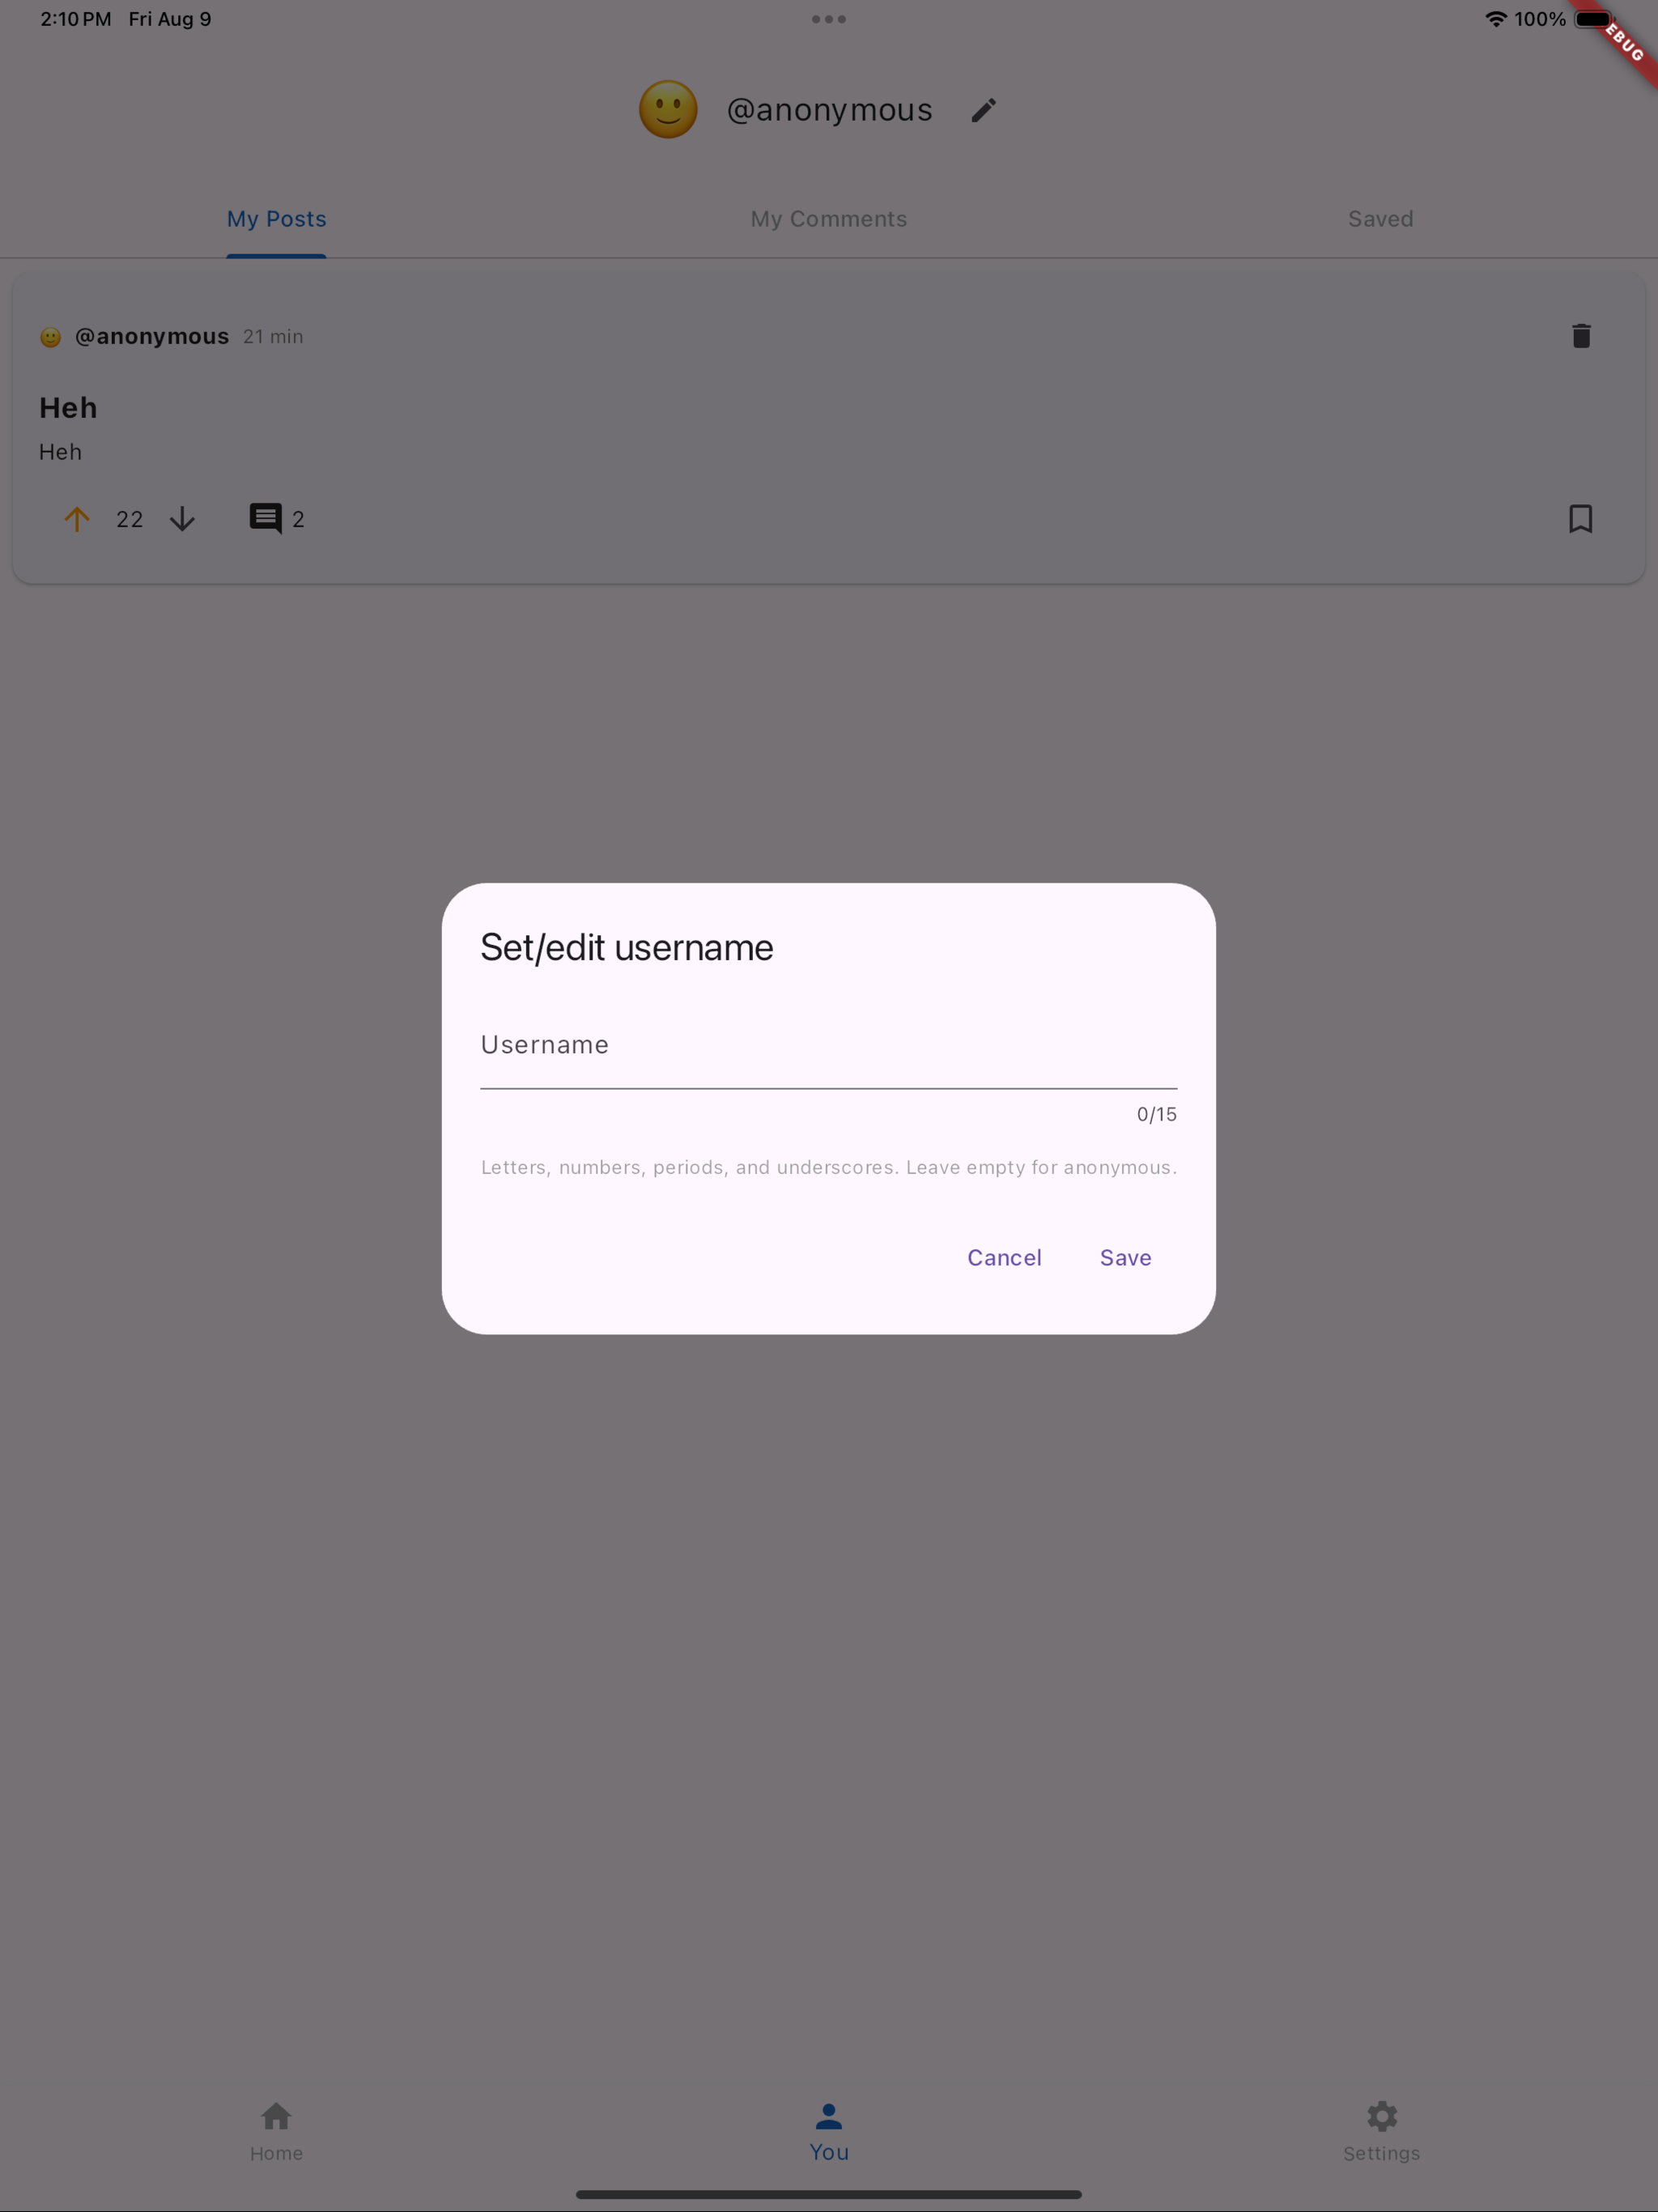 2:10 PM Fri Aug 9
100%
EBUG
@anonymous
My Posts My Comments Saved
@anonymous 21 min
Heh
Heh
22 2
Set/edit username
Username
0/15
Letters, numbers, periods, and underscores. Leave empty for anonymous.
Cancel Save
Home You Settings